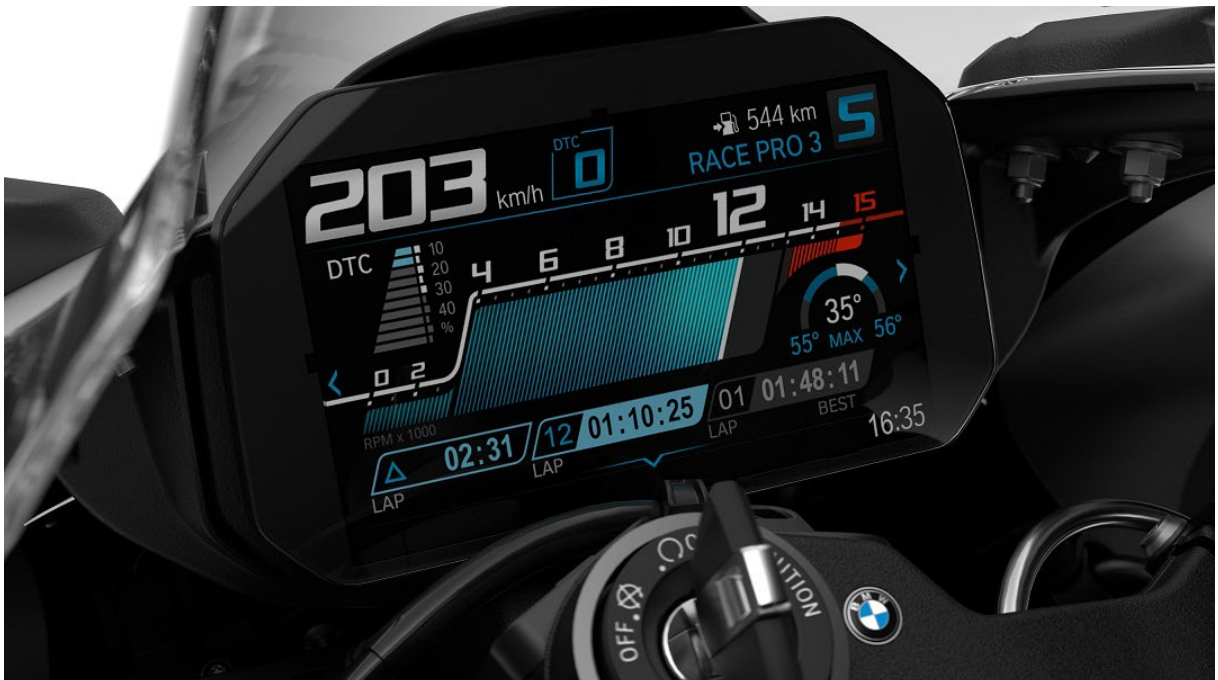 203 km/h
DTC 0
544 km
RACE PRO 3
5
DTC
10
20
30
40
%
0 2 4 6 8 10 12 14 15
RPM x 1000
35°
55° MAX 56°
02:31
LAP
12 01:10:25
LAP
01 01:48:11
LAP BEST
16:35
OFF
BMW